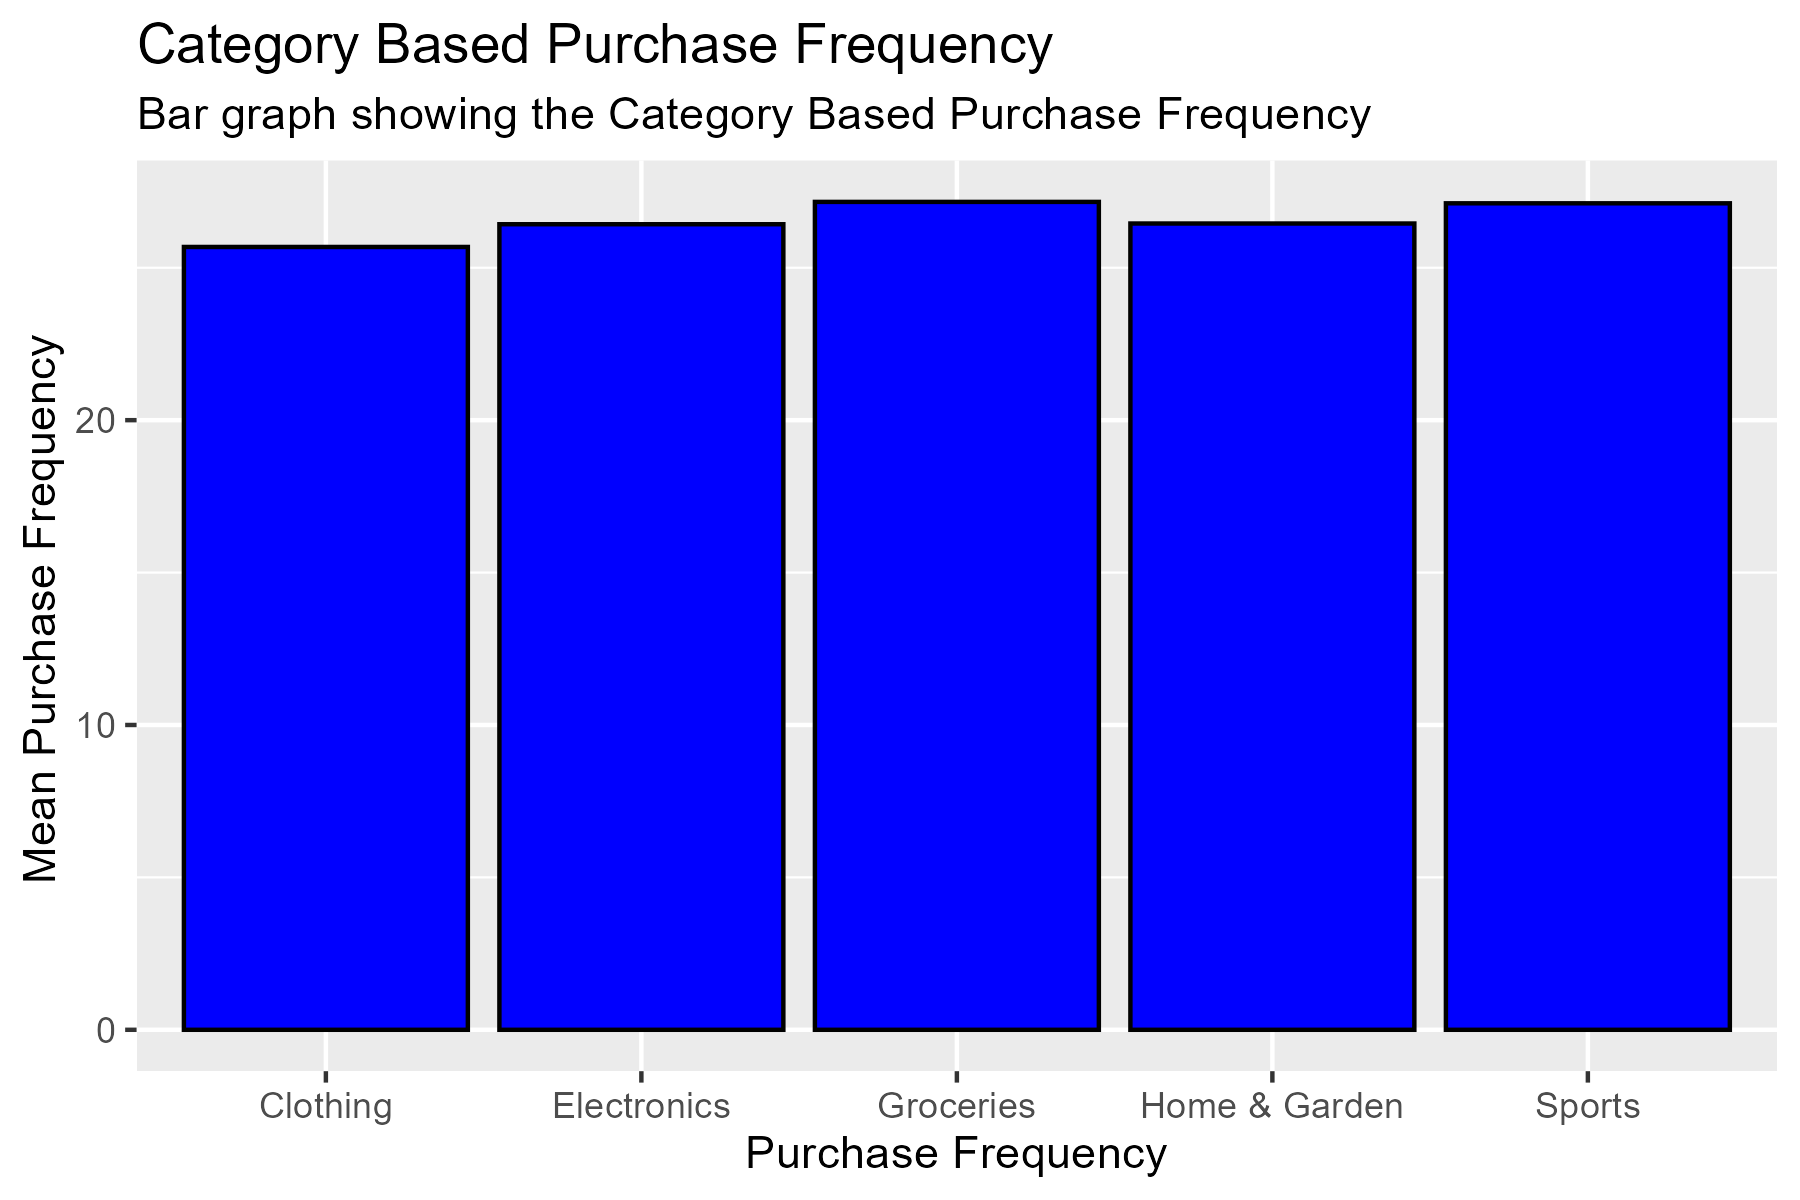 Category Based Purchase Frequency
Bar graph showing the Category Based Purchase Frequency
Mean Purchase Frequency
20
10
0
Clothing
Electronics
Groceries
Home & Garden
Sports
Purchase Frequency